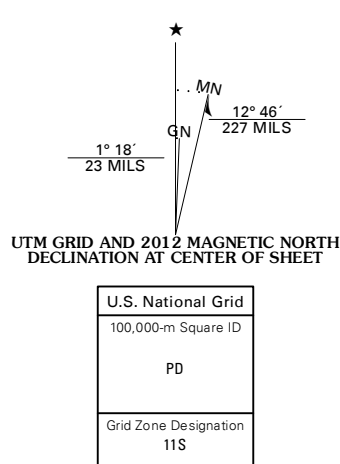 ★
MN
GN
12° 46´
227 MILS
1° 18´
23 MILS
UTM GRID AND 2012 MAGNETIC NORTH
DECLINATION AT CENTER OF SHEET
U.S. National Grid
100,000-m Square ID
PD
Grid Zone Designation
11S